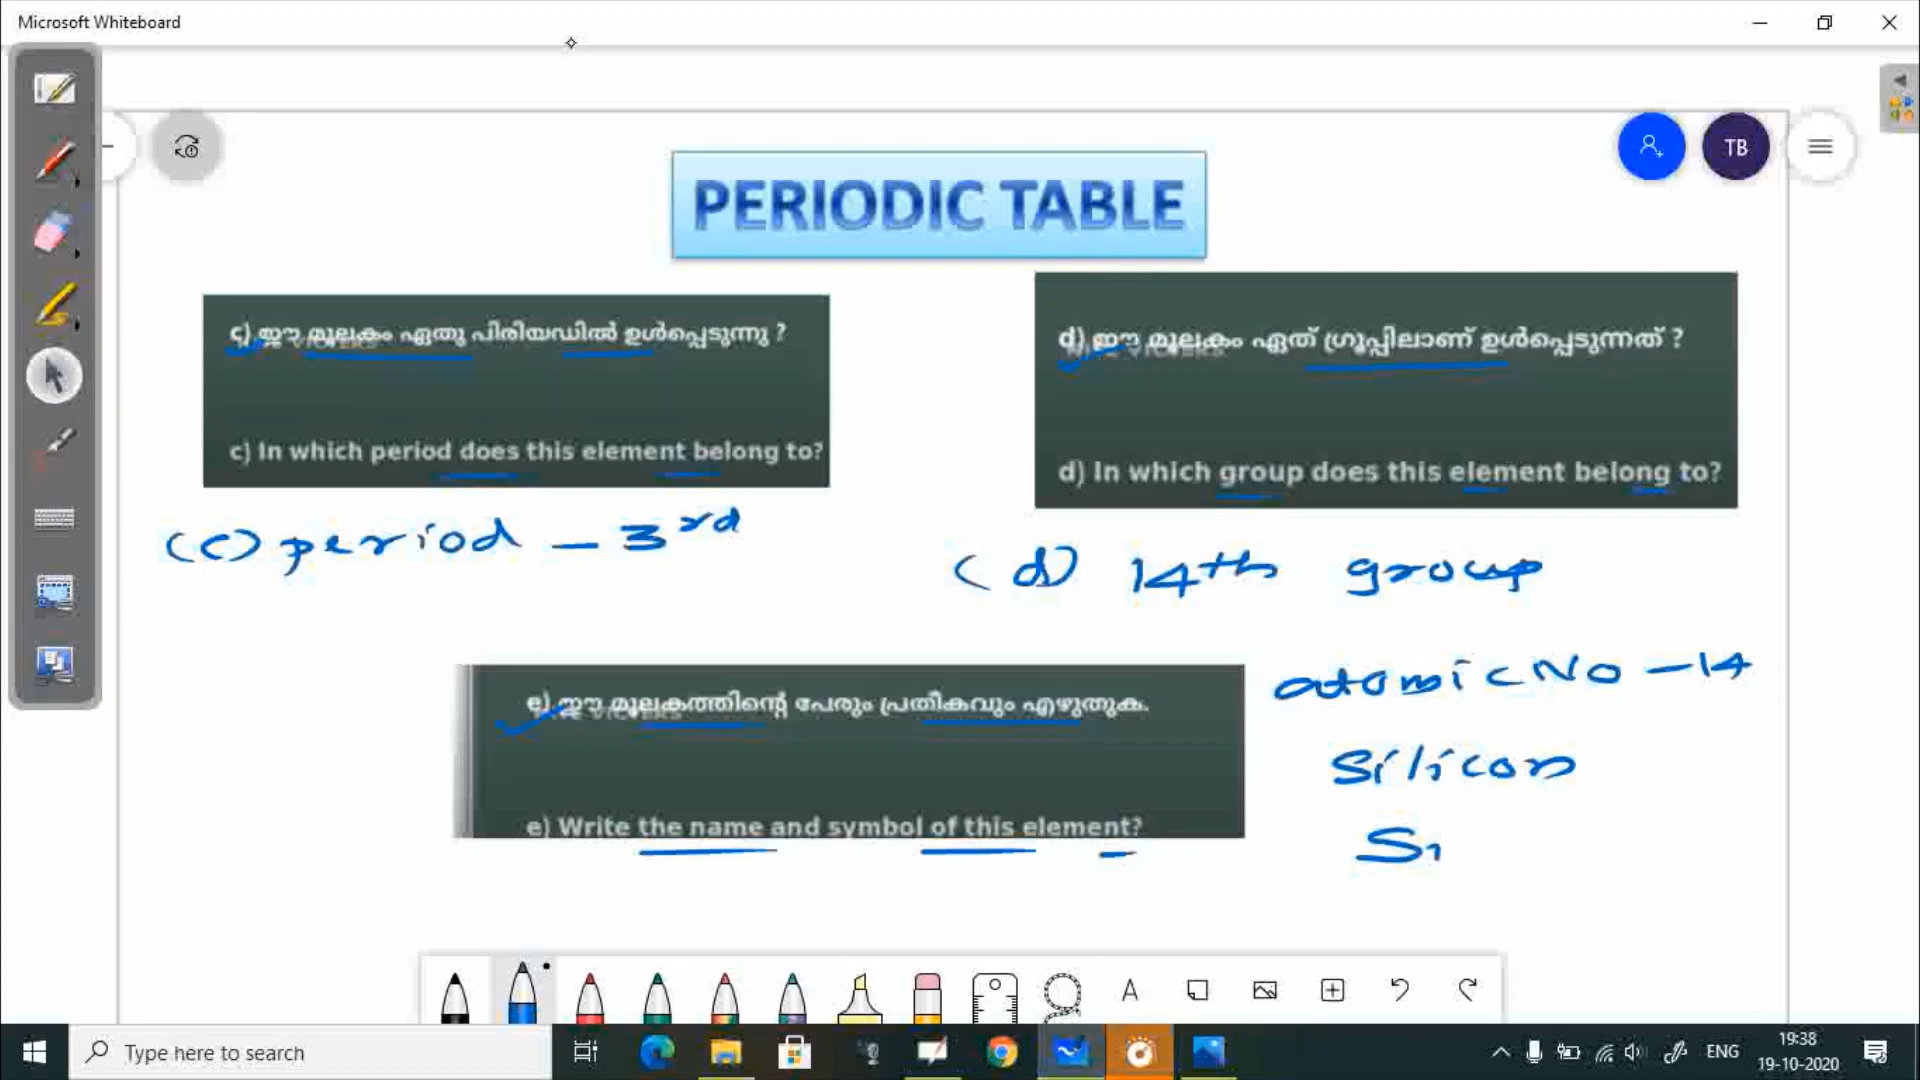 Microsoft Whiteboard
TB
PERIODIC TABLE
c) ഈ മൂലകം ഏതു പിരിയഡിൽ ഉൾപ്പെടുന്നു ?
c) In which period does this element belong to?
(c) period - 3rd
d) ഈ മൂലകം ഏത് ഗ്രൂപ്പിലാണ് ഉൾപ്പെടുന്നത് ?
d) In which group does this element belong to?
(d) 14th group
e) ഈ മൂലകത്തിന്റെ പേരും പ്രതീകവും എഴുതുക.
e) Write the name and symbol of this element?
atomic No - 14
Silicon
Si
A
Type here to search
ENG
19:38
19-10-2020